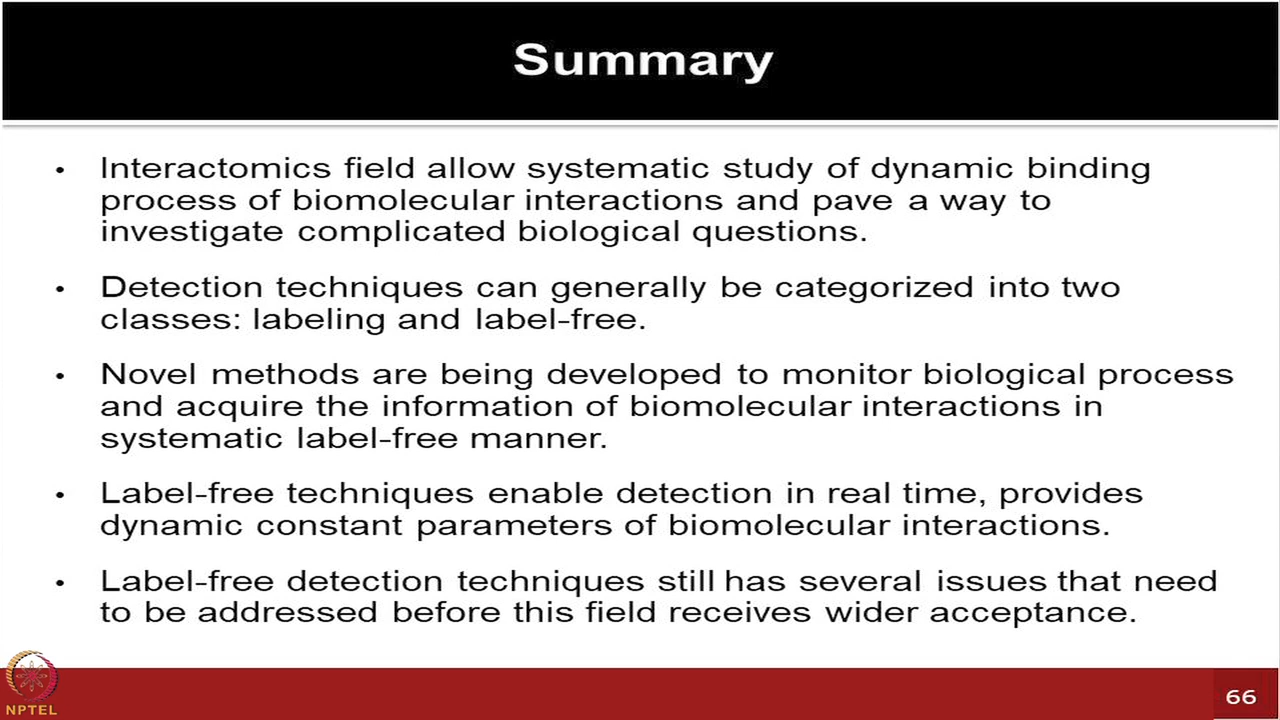 Summary
• Interactomics field allow systematic study of dynamic binding
process of biomolecular interactions and pave a way to
investigate complicated biological questions.
• Detection techniques can generally be categorized into two
classes: labeling and label-free.
• Novel methods are being developed to monitor biological process
and acquire the information of biomolecular interactions in
systematic label-free manner.
• Label-free techniques enable detection in real time, provides
dynamic constant parameters of biomolecular interactions.
• Label-free detection techniques still has several issues that need
to be addressed before this field receives wider acceptance.
NPTEL
66